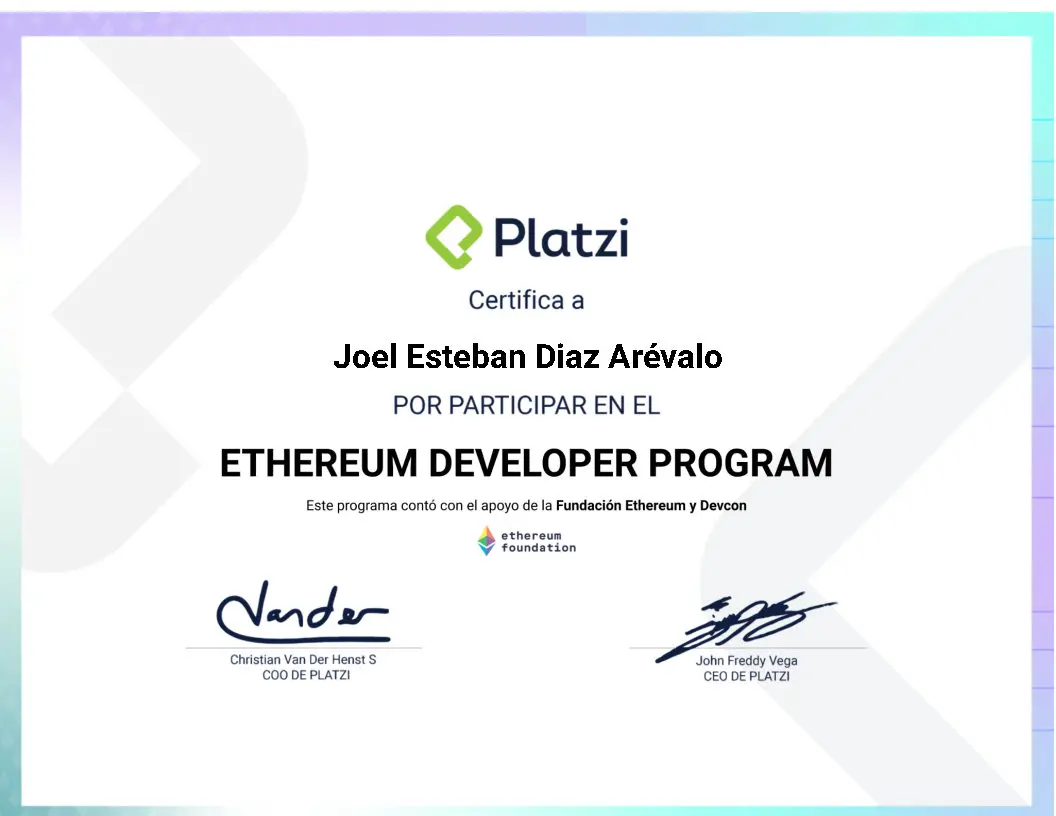 Platzi
Certifica a
Joel Esteban Diaz Arévalo
POR PARTICIPAR EN EL
ETHEREUM DEVELOPER PROGRAM
Este programa contó con el apoyo de la Fundación Ethereum y Devcon
ethereum
foundation
Vander
Christian Van Der Henst S
COO DE PLATZI
John Freddy Vega
CEO DE PLATZI